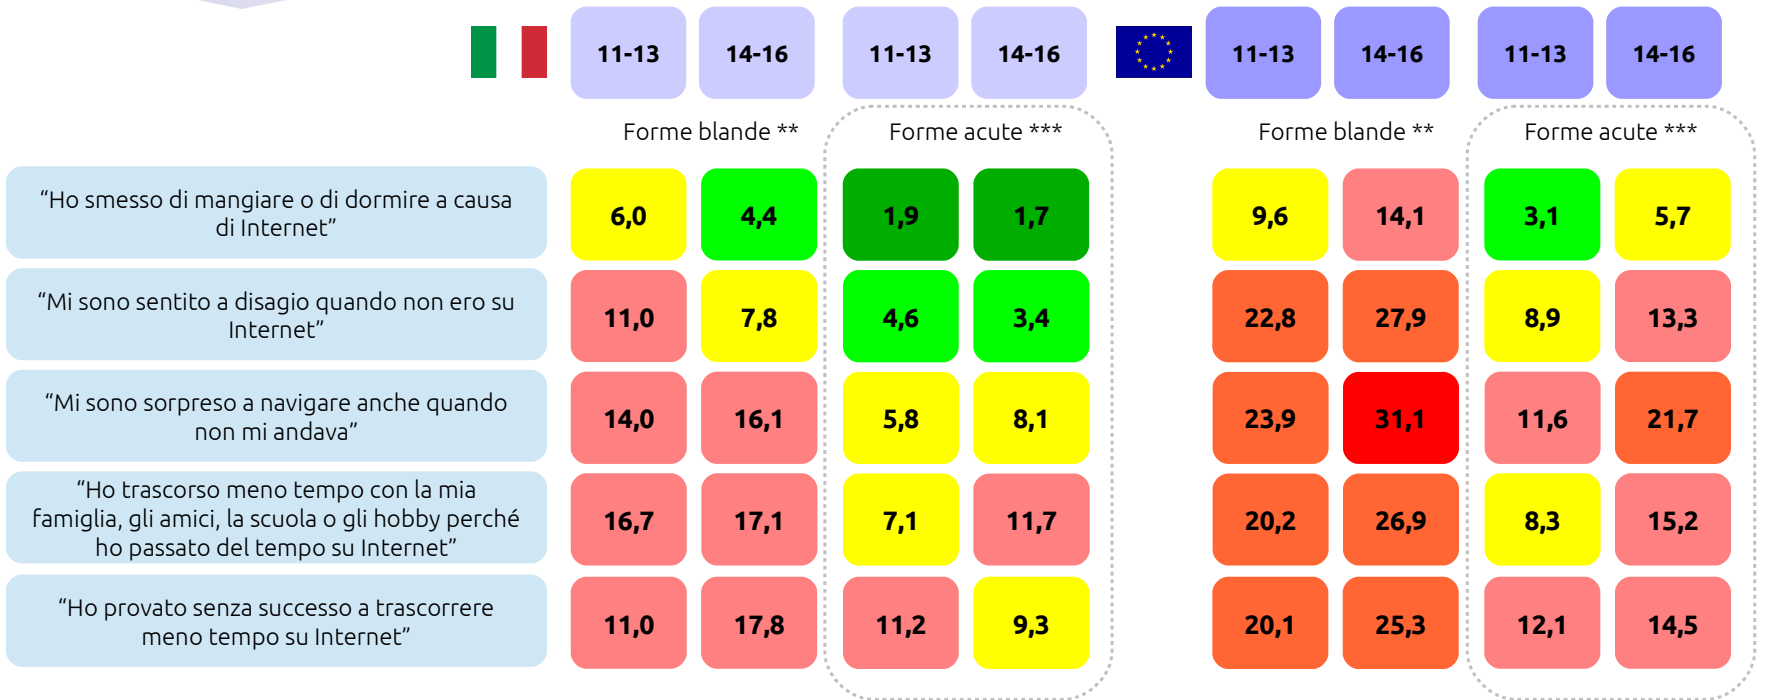 11-13 14-16 11-13 14-16 11-13 14-16 11-13 14-16
Forme blande ** Forme acute *** Forme blande ** Forme acute ***
“Ho smesso di mangiare o di dormire a causa
di Internet”
6,0 4,4 1,9 1,7 9,6 14,1 3,1 5,7
“Mi sono sentito a disagio quando non ero su
Internet”
11,0 7,8 4,6 3,4 22,8 27,9 8,9 13,3
“Mi sono sorpreso a navigare anche quando
non mi andava”
14,0 16,1 5,8 8,1 23,9 31,1 11,6 21,7
“Ho trascorso meno tempo con la mia
famiglia, gli amici, la scuola o gli hobby perché
ho passato del tempo su Internet”
16,7 17,1 7,1 11,7 20,2 26,9 8,3 15,2
“Ho provato senza successo a trascorrere
meno tempo su Internet”
11,0 17,8 11,2 9,3 20,1 25,3 12,1 14,5